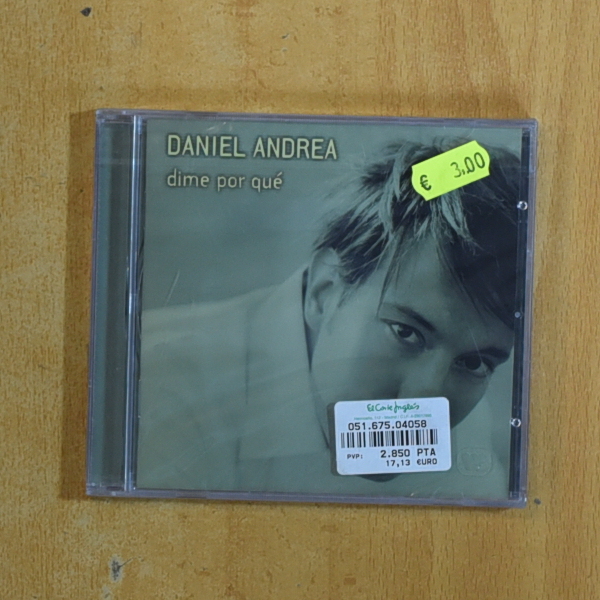 DANIEL ANDREA
dime por qué
€ 3,00
El Corte Inglés
051.675.04058
PVP: 2.850 PTA
17,13 €URO